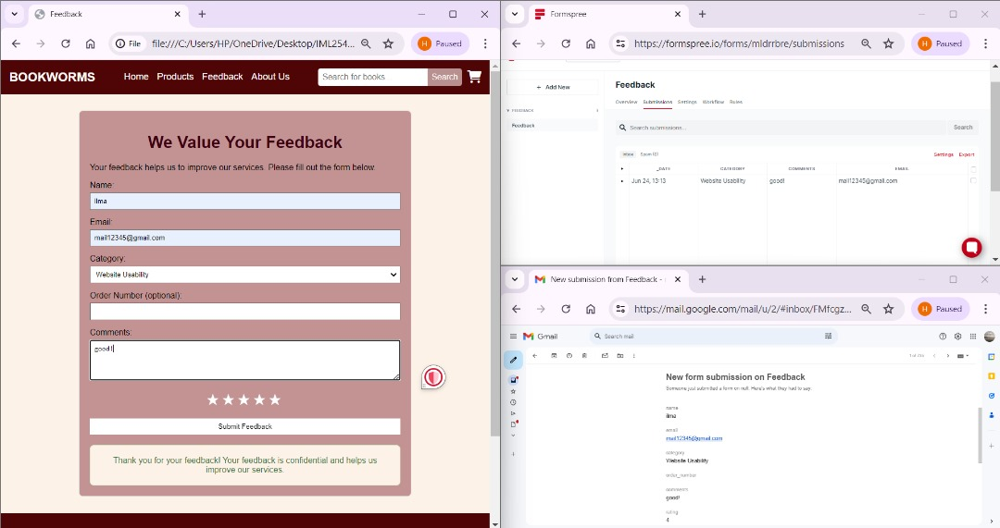 Feedback
File
file:///C:/Users/HP/OneDrive/Desktop/IML254...
H
Paused
BOOKWORMS
Home
Products
Feedback
About Us
Search for books
Search
We Value Your Feedback
Your feedback helps us to improve our services. Please fill out the form below.
Name:
ilma
Email:
mail12345@gmail.com
Category:
Website Usability
Order Number (optional):
Comments:
good!
Submit Feedback
Thank you for your feedback! Your feedback is confidential and helps us
improve our services.
Formspree
https://formspree.io/forms/mldrrbre/submissions
H
Paused
+ Add New
FEEDBACK
Feedback
Feedback
Overview
Submissions
Settings
Workflow
Rules
Search submissions...
Search
Inbox
Settings
Export
_DATE
CATEGORY
COMMENTS
EMAIL
Jun 24, 13:13
Website Usability
good!
mail12345@gmail.com
New submission from Feedback -
https://mail.google.com/mail/u/2/#inbox/FMfcgz...
H
Paused
Gmail
Search mail
New form submission on Feedback
Someone just submitted a form on null. Here's what they had to say:
name
ilma
email
mail12345@gmail.com
category
Website Usability
order_number
comments
good!
rating
4